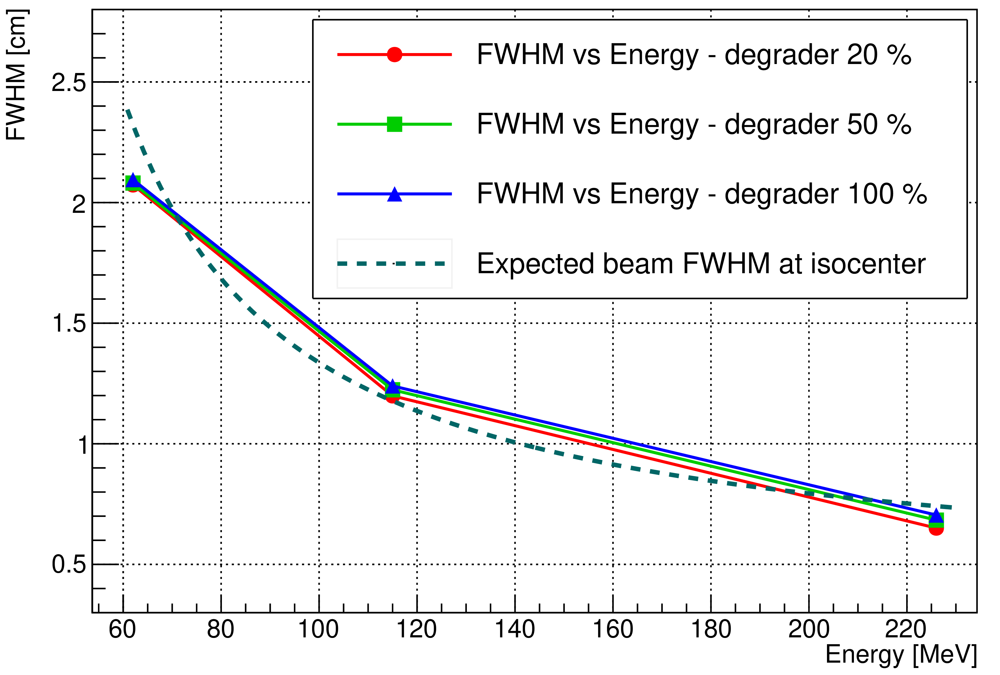 FWHM [cm]
FWHM vs Energy - degrader 20 %
FWHM vs Energy - degrader 50 %
FWHM vs Energy - degrader 100 %
Expected beam FWHM at isocenter
2.5
2
1.5
1
0.5
60 80 100 120 140 160 180 200 220
Energy [MeV]